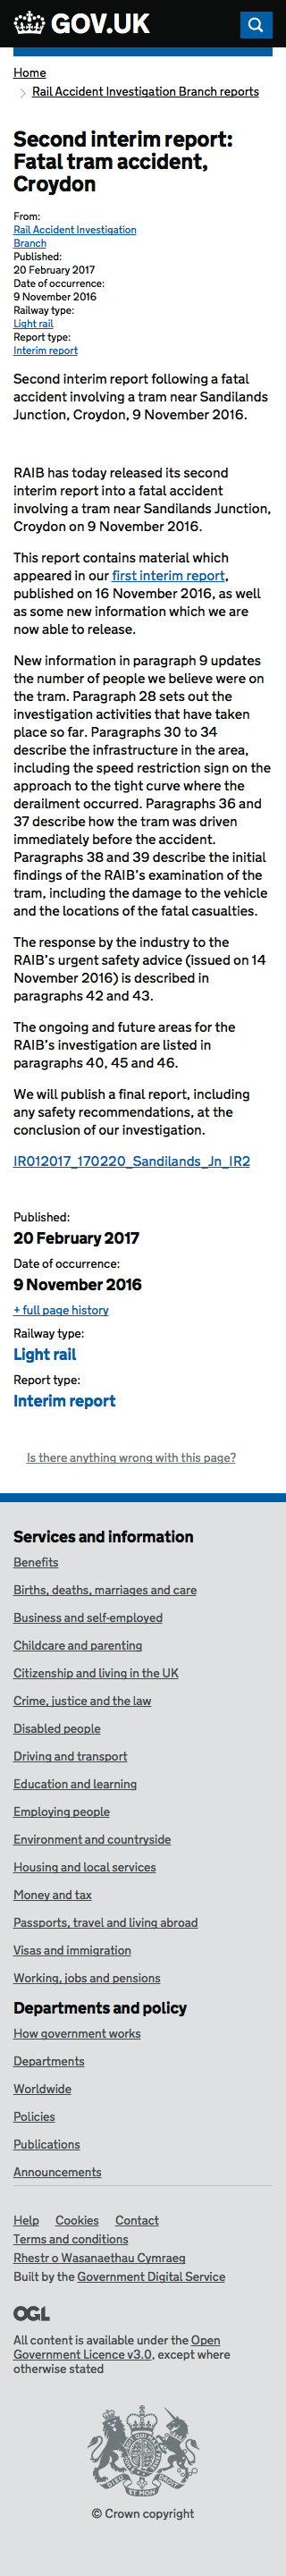 GOV.UK
Home
Rail Accident Investigation Branch reports
Second interim report:
Fatal tram accident,
Croydon
From:
Rail Accident Investigation
Branch
Published:
20 February 2017
Date of occurrence:
9 November 2016
Railway type:
Light rail
Report type:
Interim report
Second interim report following a fatal
accident involving a tram near Sandilands
Junction, Croydon, 9 November 2016.
RAIB has today released its second
interim report into a fatal accident
involving a tram near Sandilands Junction,
Croydon on 9 November 2016.
This report contains material which
appeared in our first interim report,
published on 16 November 2016, as well
as some new information which we are
now able to release.
New information in paragraph 9 updates
the number of people we believe were on
the tram. Paragraph 28 sets out the
investigation activities that have taken
place so far. Paragraphs 30 to 34
describe the infrastructure in the area,
including the speed restriction sign on the
approach to the tight curve where the
derailment occurred. Paragraphs 36 and
37 describe how the tram was driven
immediately before the accident.
Paragraphs 38 and 39 describe the initial
findings of the RAIB's examination of the
tram, including the damage to the vehicle
and the locations of the fatal casualties.
The response by the industry to the
RAIB's urgent safety advice (issued on 14
November 2016) is described in
paragraphs 42 and 43.
The ongoing and future areas for the
RAIB's investigation are listed in
paragraphs 40, 45 and 46.
We will publish a final report, including
any safety recommendations, at the
conclusion of our investigation.
IR012017_170220_Sandilands_Jn_IR2
Published:
20 February 2017
Date of occurrence:
9 November 2016
+ full page history
Railway type:
Light rail
Report type:
Interim report
Is there anything wrong with this page?
Services and information
Benefits
Births, deaths, marriages and care
Business and self-employed
Childcare and parenting
Citizenship and living in the UK
Crime, justice and the law
Disabled people
Driving and transport
Education and learning
Employing people
Environment and countryside
Housing and local services
Money and tax
Passports, travel and living abroad
Visas and immigration
Working, jobs and pensions
Departments and policy
How government works
Departments
Worldwide
Policies
Publications
Announcements
Help Cookies Contact
Terms and conditions
Rhestr o Wasanaethau Cymraeg
Built by the Government Digital Service
OGL
All content is available under the Open
Government Licence v3.0, except where
otherwise stated
DIEU ET MON
© Crown copyright